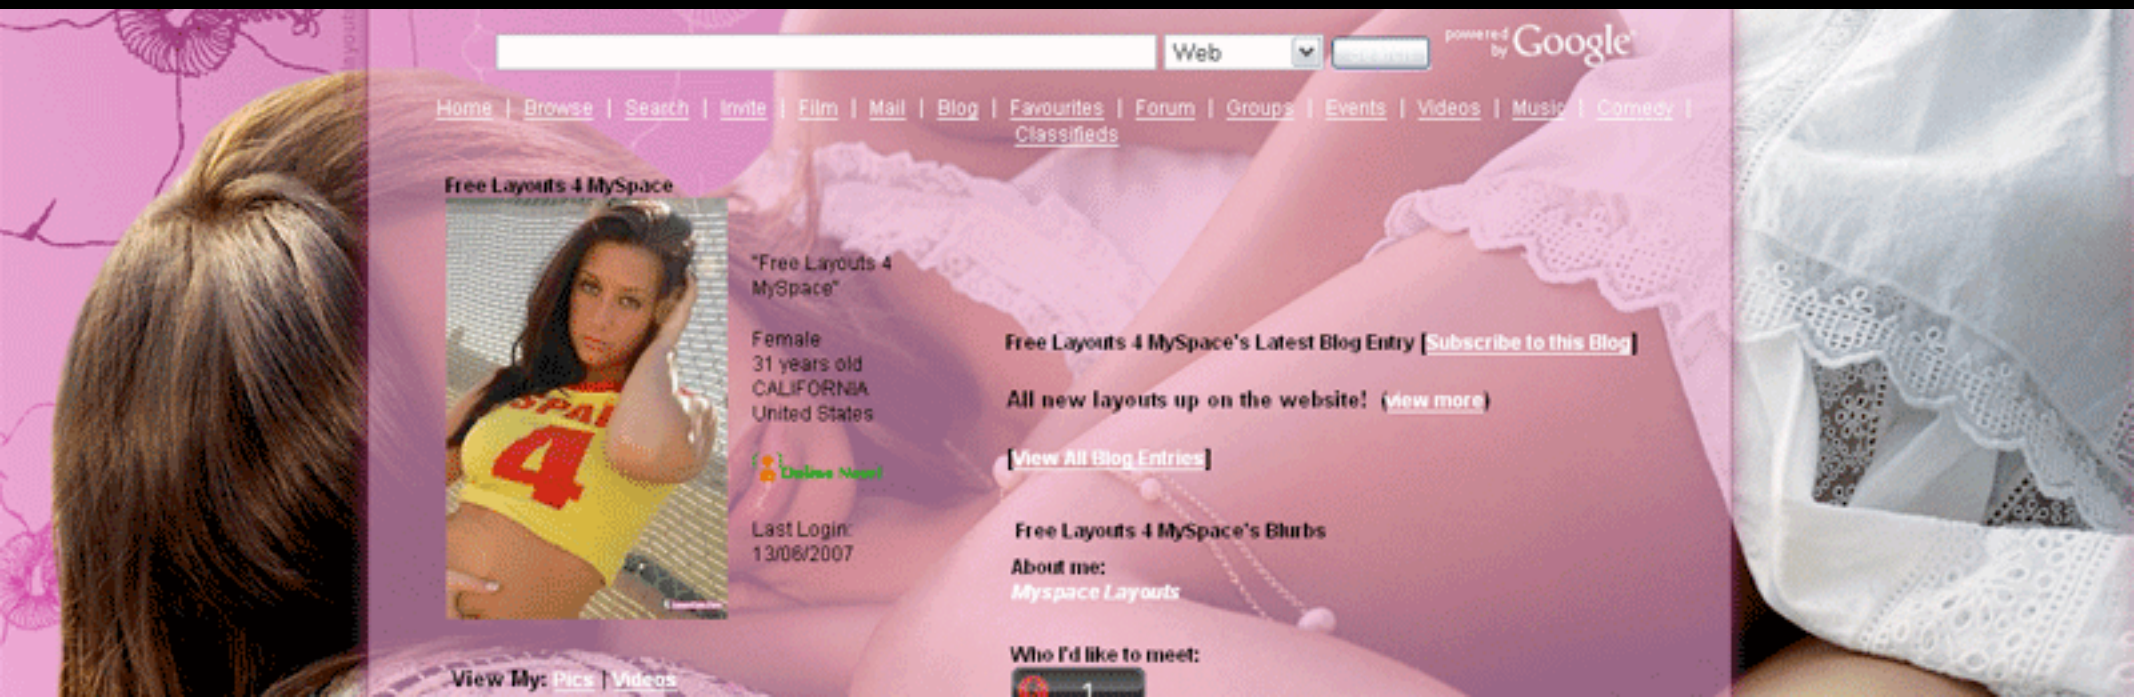 Web
powered by Google
Home | Browse | Search | Invite | Film | Mail | Blog | Favourites | Forum | Groups | Events | Videos | Music | Comedy |
Classifieds
Free Layouts 4 MySpace
4
"Free Layouts 4
MySpace"
Female
31 years old
CALIFORNIA
United States
Online Now!
Last Login:
13/06/2007
View My: Pics | Videos
Free Layouts 4 MySpace's Latest Blog Entry [Subscribe to this Blog]
All new layouts up on the website! (view more)
[View All Blog Entries]
Free Layouts 4 MySpace's Blurbs
About me:
Myspace Layouts
Who I'd like to meet:
1